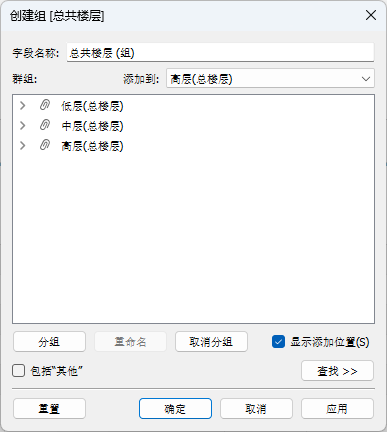 创建组 [总共楼层]
字段名称: 总共楼层 (组)
群组: 添加到: 高层(总楼层)
低层(总楼层)
中层(总楼层)
高层(总楼层)
分组 重命名 取消分组 显示添加位置(S)
包括“其他” 查找 >>
重置 确定 取消 应用